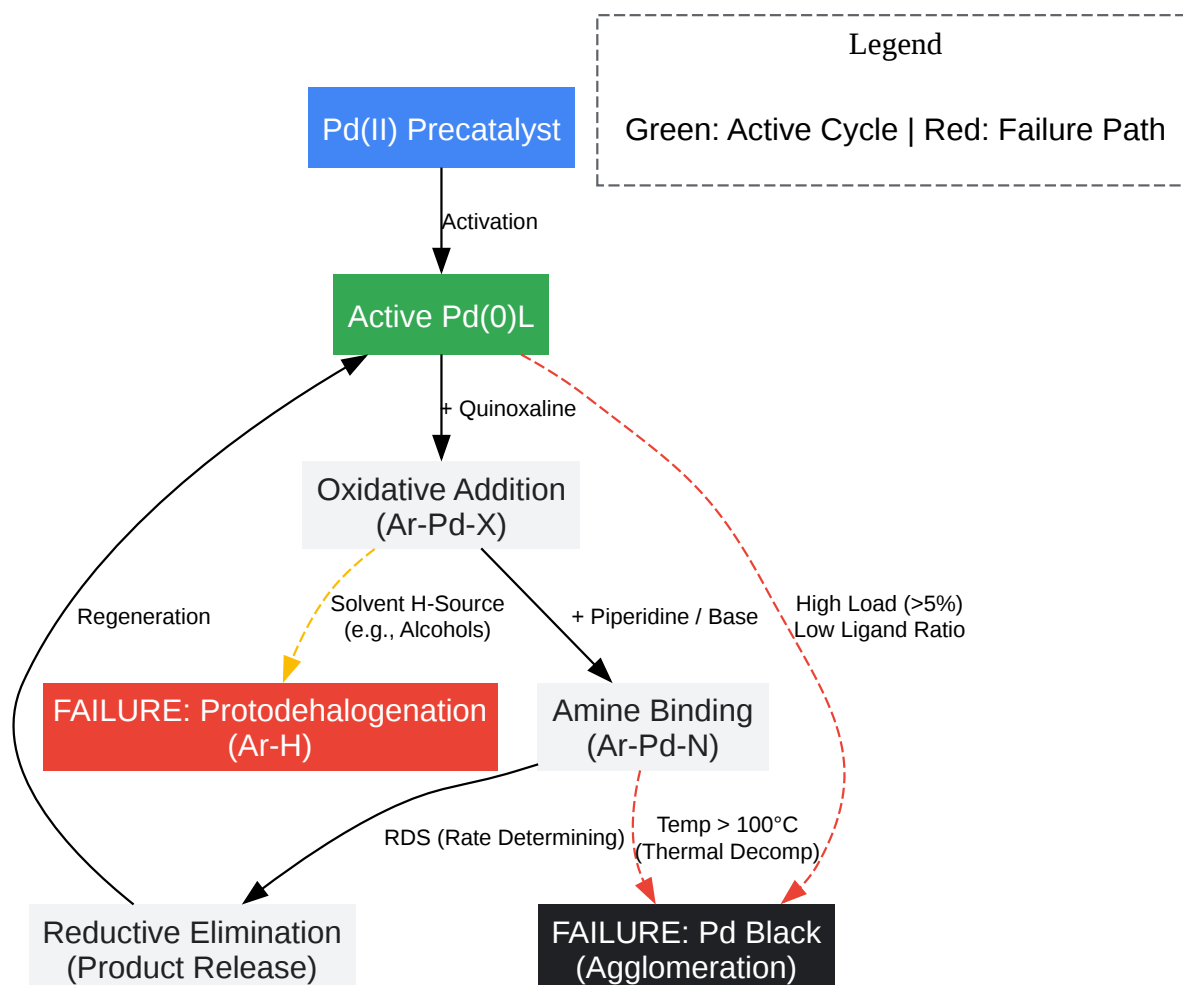 Legend
Green: Active Cycle | Red: Failure Path
Pd(II) Precatalyst
Activation
Active Pd(0)L
+ Quinoxaline
Oxidative Addition
(Ar-Pd-X)
Regeneration
Solvent H-Source
(e.g., Alcohols)
+ Piperidine / Base
High Load (>5%)
Low Ligand Ratio
FAILURE: Protodehalogenation
(Ar-H)
Amine Binding
(Ar-Pd-N)
RDS (Rate Determining)
Temp > 100°C
(Thermal Decomp)
Reductive Elimination
(Product Release)
FAILURE: Pd Black
(Agglomeration)